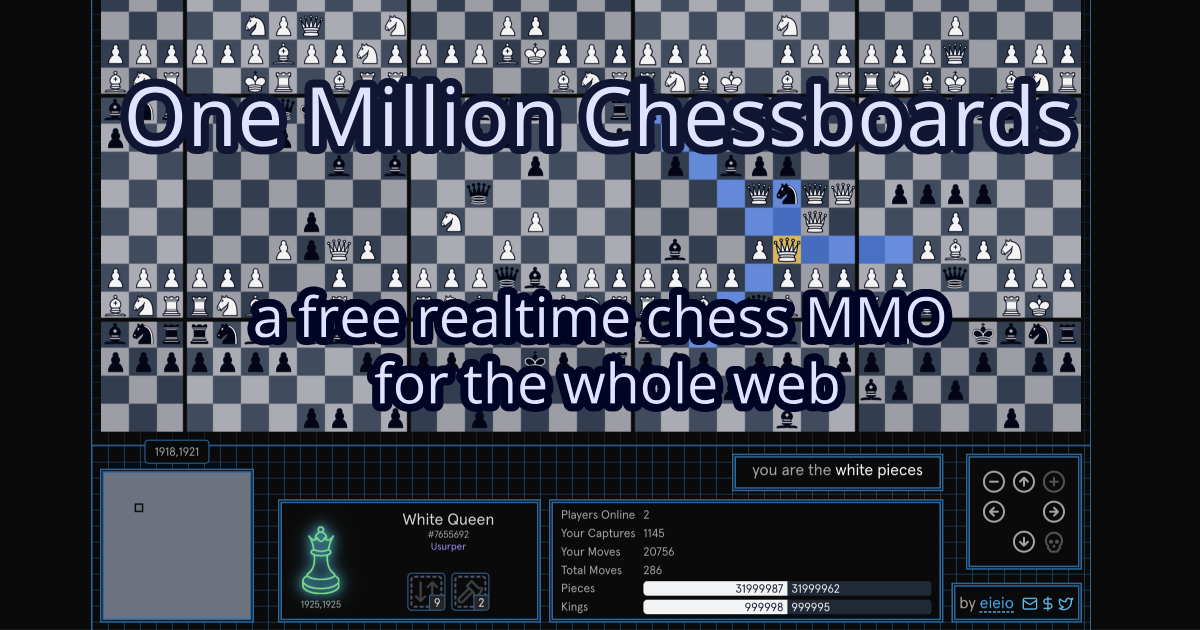 One Million Chessboards
a free realtime chess MMO
for the whole web
1918,1921
you are the white pieces
White Queen
#7655692
Usurper
1925,1925
9
2
Players Online 2
Your Captures 1145
Your Moves 20756
Total Moves 286
Pieces 31999987 31999962
Kings 999998 999995
by eieio